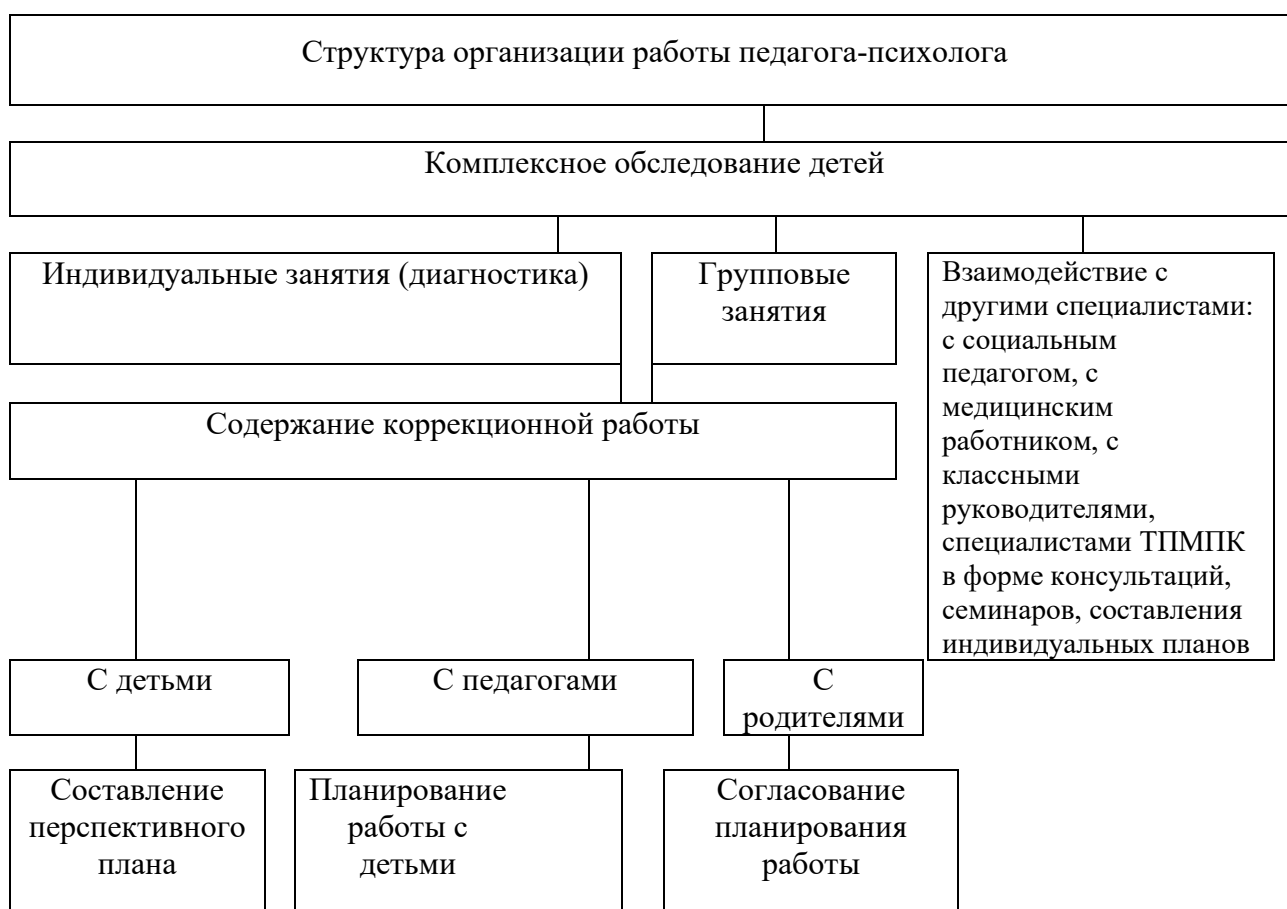 Структура организации работы педагога-психолога
Комплексное обследование детей
Индивидуальные занятия (диагностика)
Групповые
занятия
Взаимодействие с
другими специалистами:
с социальным
педагогом, с
медицинским
работником, с
классными
руководителями,
специалистами ТПМПК
в форме консультаций,
семинаров, составления
индивидуальных планов
Содержание коррекционной работы
С детьми
С педагогами
С
родителями
Составление
перспективного
плана
Планирование
работы с
детьми
Согласование
планирования
работы